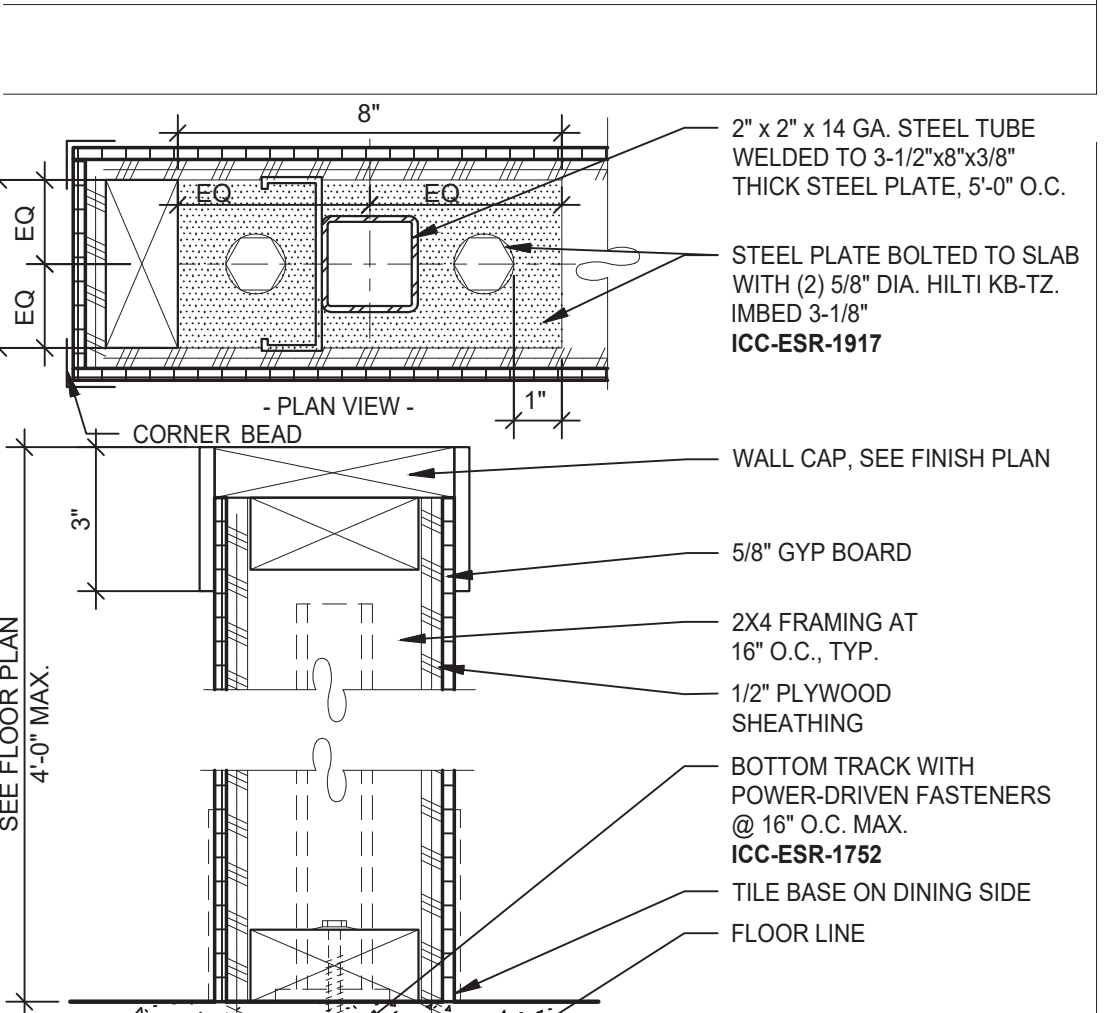 8"
EQ
EQ
EQ
EQ
1"
- PLAN VIEW -
CORNER BEAD
2" x 2" x 14 GA. STEEL TUBE
WELDED TO 3-1/2"x8"x3/8"
THICK STEEL PLATE, 5'-0" O.C.
STEEL PLATE BOLTED TO SLAB
WITH (2) 5/8" DIA. HILTI KB-TZ.
IMBED 3-1/8"
ICC-ESR-1917
3"
SEE FLOOR PLAN
4'-0" MAX.
WALL CAP, SEE FINISH PLAN
5/8" GYP BOARD
2X4 FRAMING AT
16" O.C., TYP.
1/2" PLYWOOD
SHEATHING
BOTTOM TRACK WITH
POWER-DRIVEN FASTENERS
@ 16" O.C. MAX.
ICC-ESR-1752
TILE BASE ON DINING SIDE
FLOOR LINE